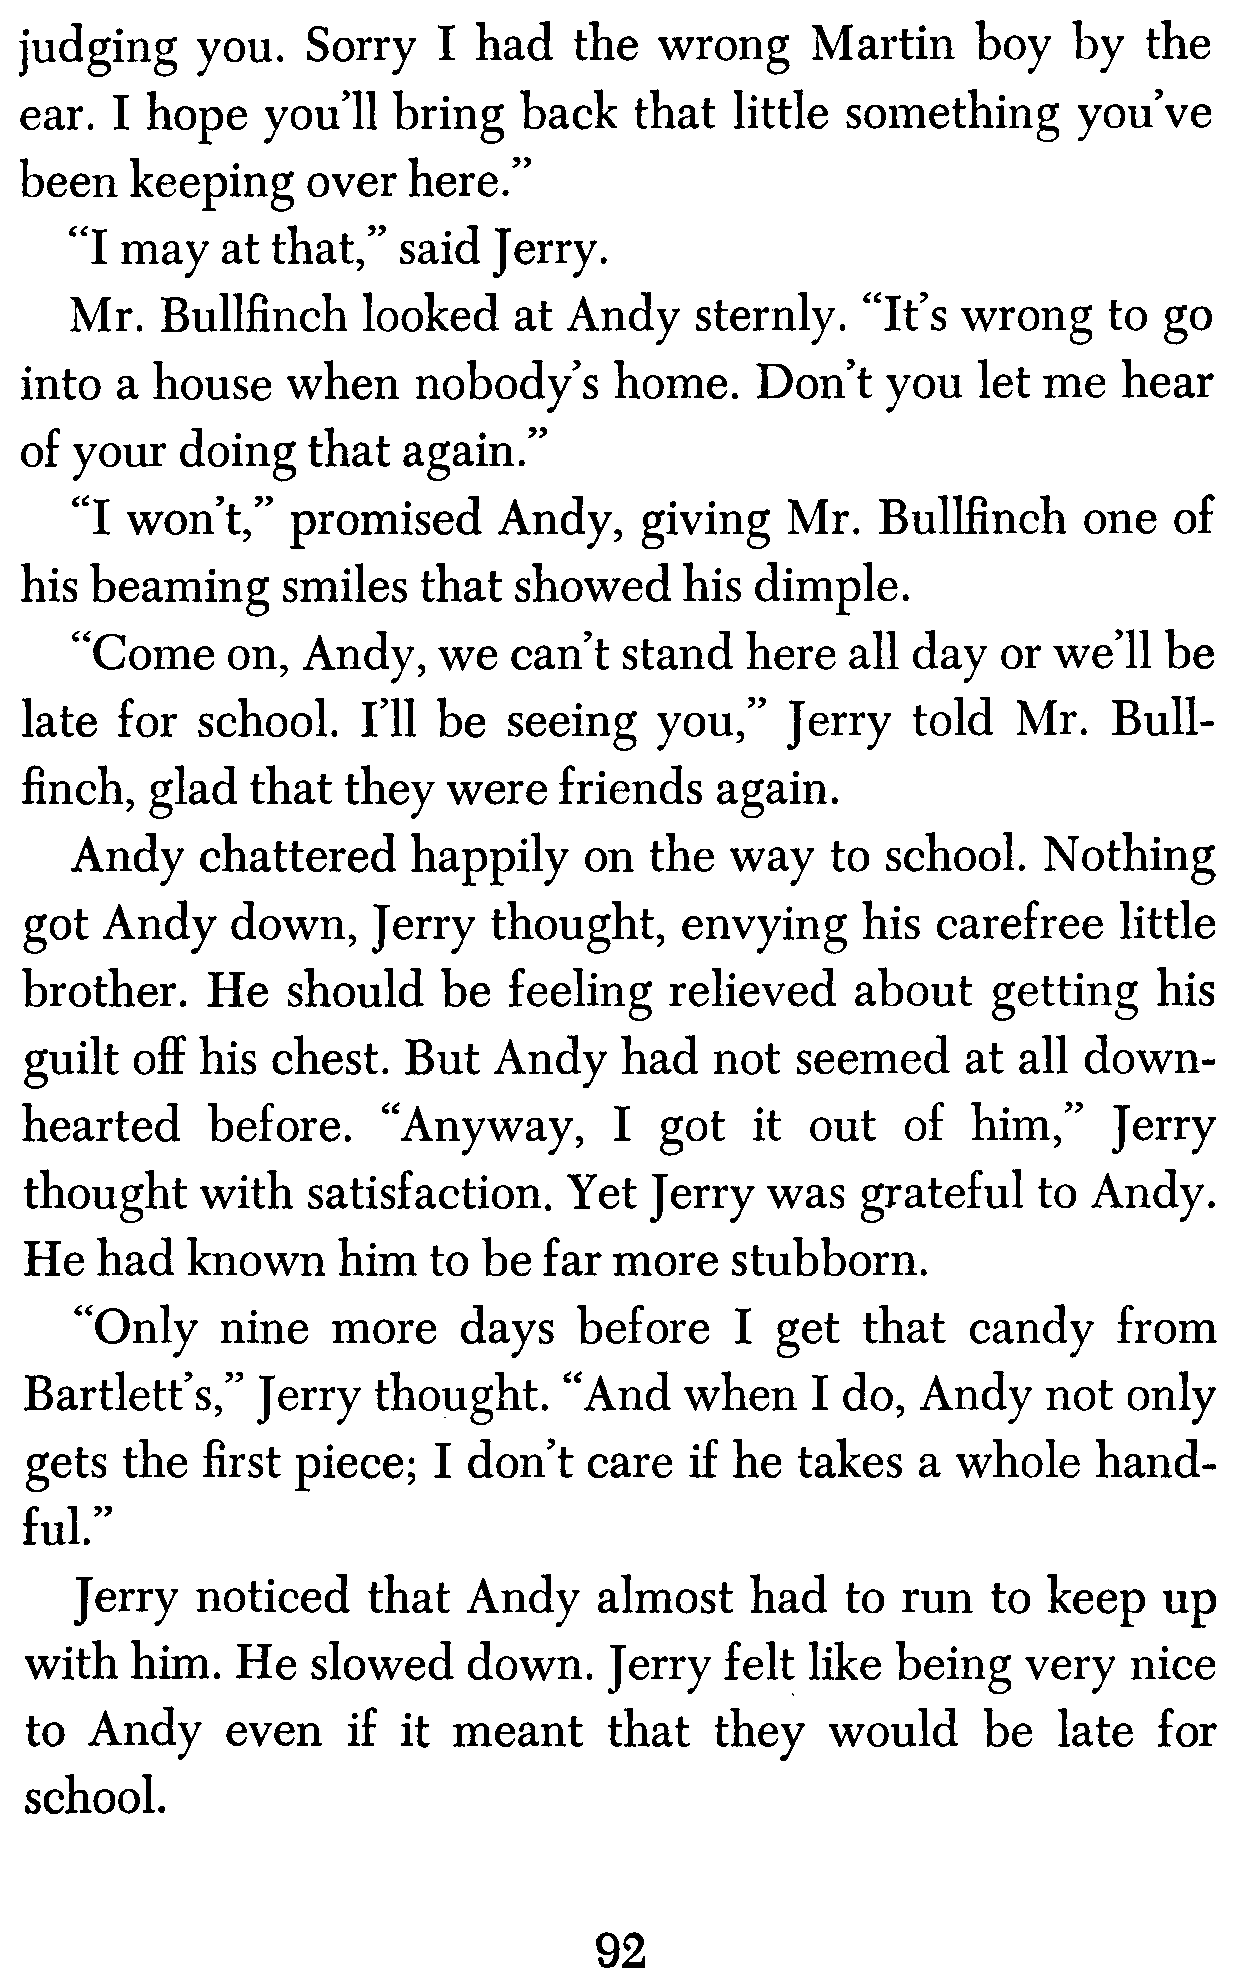 judging you. Sorry I had the wrong Martin boy by the
ear. I hope you'll bring back that little something you've
been keeping over here."
"I may at that," said Jerry.
Mr. Bullfinch looked at Andy sternly. "It's wrong to go
into a house when nobody's home. Don't you let me hear
of your doing that again."
"I won't," promised Andy, giving Mr. Bullfinch one of
his beaming smiles that showed his dimple.
"Come on, Andy, we can't stand here all day or we'll be
late for school. I'll be seeing you," Jerry told Mr. Bull-
finch, glad that they were friends again.
Andy chattered happily on the way to school. Nothing
got Andy down, Jerry thought, envying his carefree little
brother. He should be feeling relieved about getting his
guilt off his chest. But Andy had not seemed at all down-
hearted before. "Anyway, I got it out of him," Jerry
thought with satisfaction. Yet Jerry was grateful to Andy.
He had known him to be far more stubborn.
"Only nine more days before I get that candy from
Bartlett's," Jerry thought. "And when I do, Andy not only
gets the first piece; I don't care if he takes a whole hand-
ful."
Jerry noticed that Andy almost had to run to keep up
with him. He slowed down. Jerry felt like being very nice
to Andy even if it meant that they would be late for
school.
92